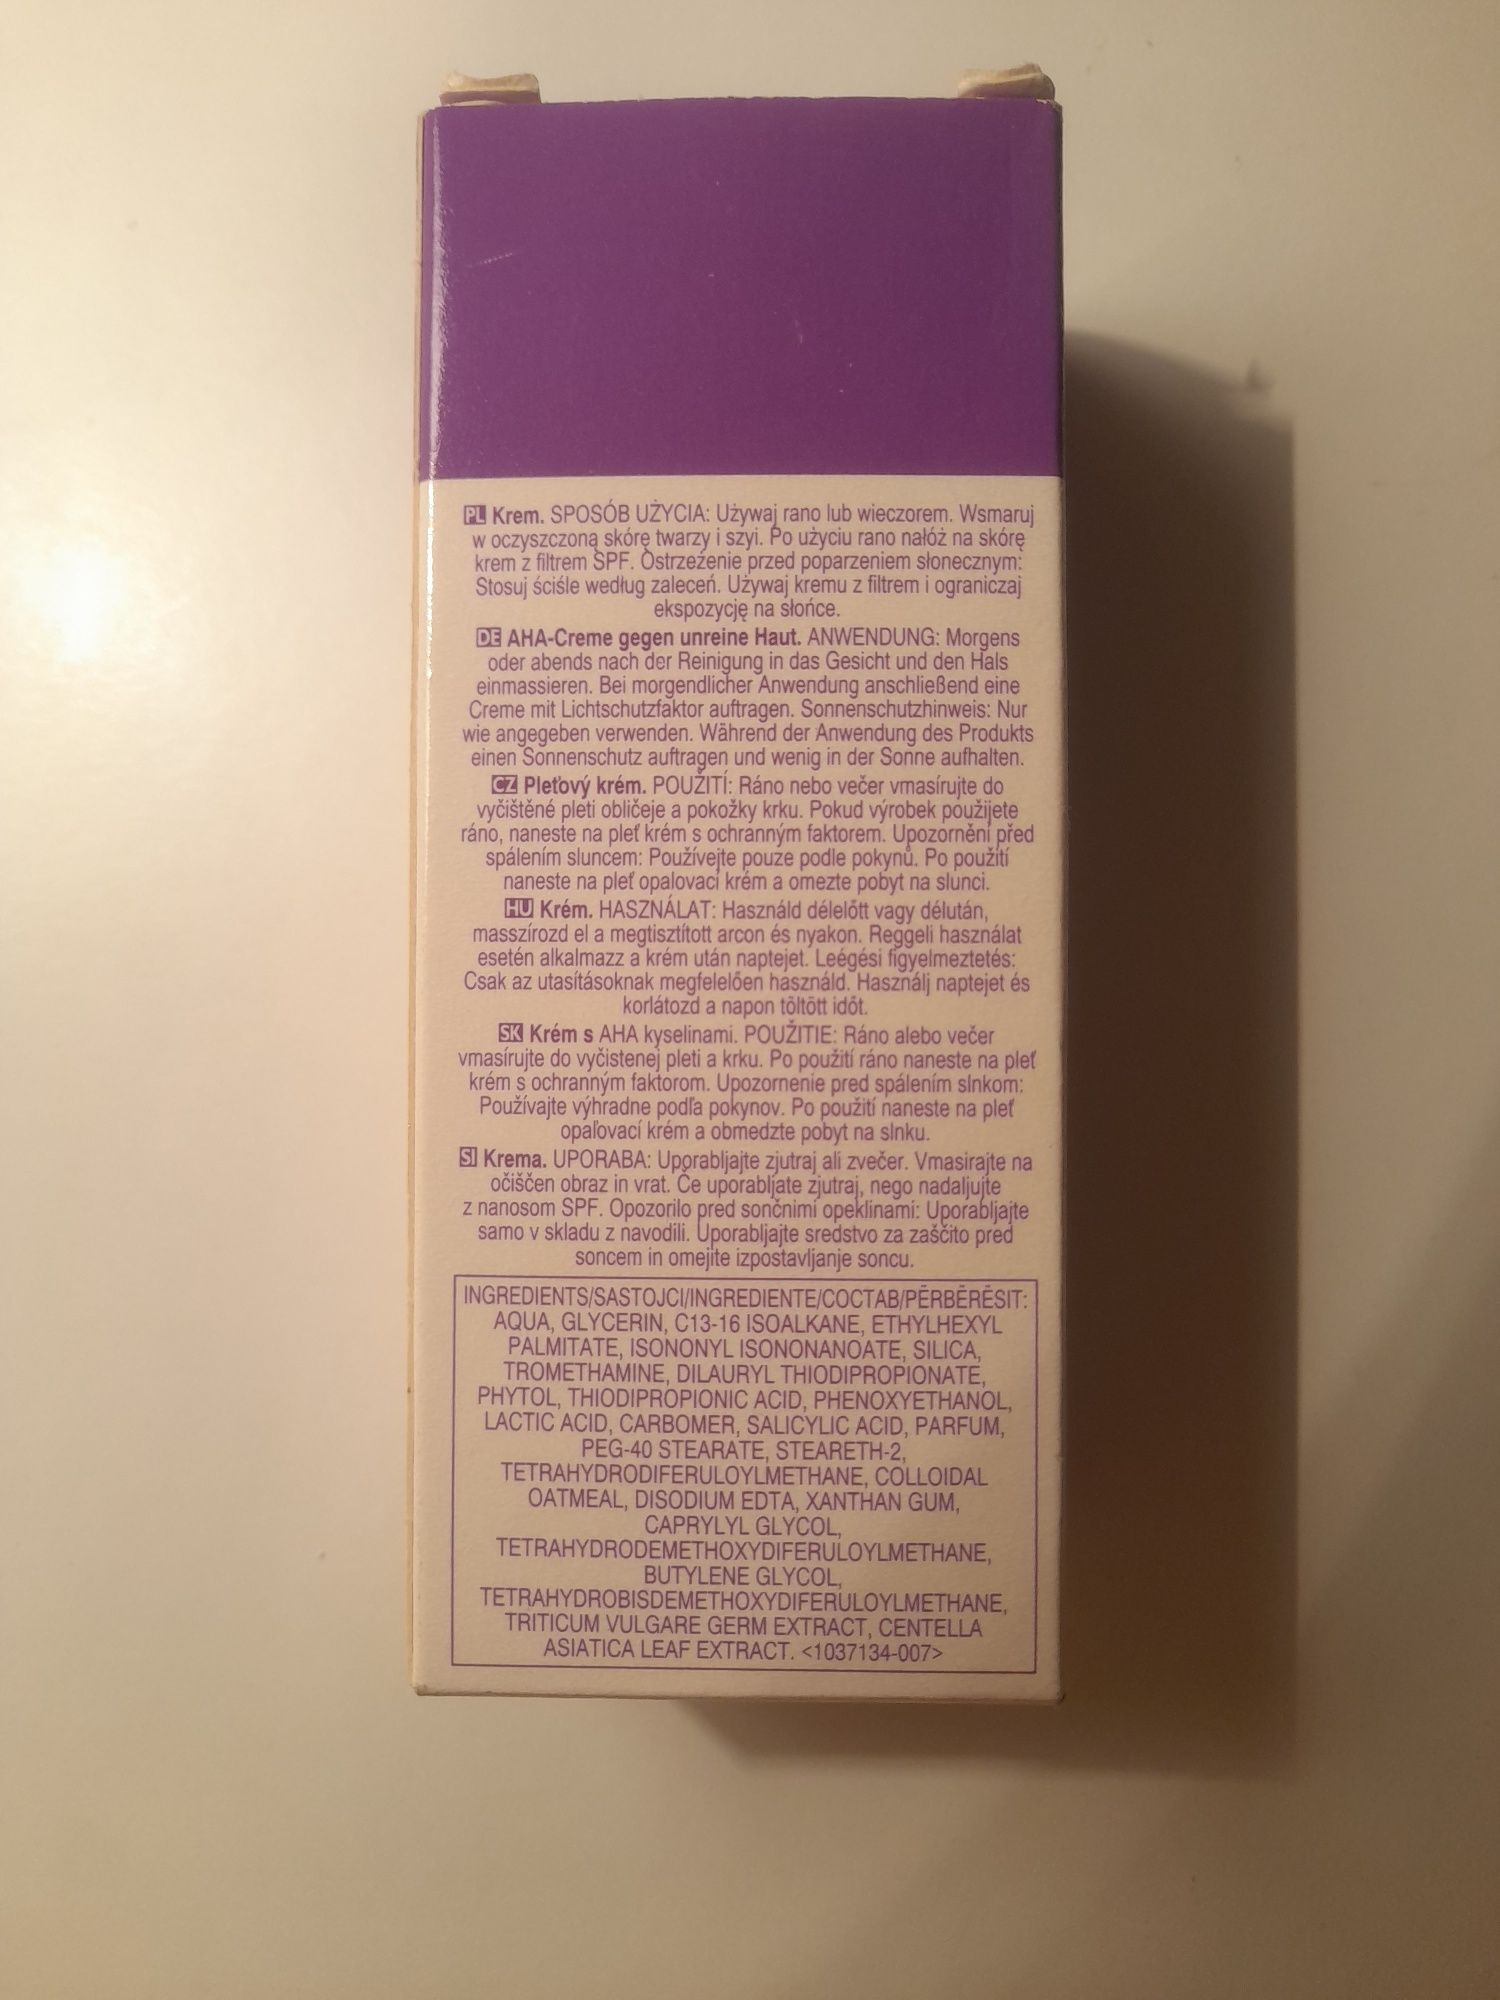 PL Krem. SPOSÓB UŻYCIA: Używaj rano lub wieczorem. Wsmaruj
w oczyszczoną skórę twarzy i szyi. Po użyciu rano nałóż na skórę
krem z filtrem SPF. Ostrzeżenie przed poparzeniem słonecznym:
Stosuj ściśle według zaleceń. Używaj kremu z filtrem i ograniczaj
ekspozycję na słońce.
DE AHA-Creme gegen unreine Haut. ANWENDUNG: Morgens
oder abends nach der Reinigung in das Gesicht und den Hals
einmassieren. Bei morgendlicher Anwendung anschließend eine
Creme mit Lichtschutzfaktor auftragen. Sonnenschutzhinweis: Nur
wie angegeben verwenden. Während der Anwendung des Produkts
einen Sonnenschutz auftragen und wenig in der Sonne aufhalten.
CZ Pleťový krém. POUŽITÍ: Ráno nebo večer vmasírujte do
vyčištěné pleti obličeje a pokožky krku. Pokud výrobek použijete
ráno, naneste na pleť krém s ochranným faktorem. Upozornění před
spálením sluncem: Používejte pouze podle pokynů. Po použití
naneste na pleť opalovací krém a omezte pobyt na slunci.
HU Krém. HASZNÁLAT: Használd délelőtt vagy délután,
masszírozd el a megtisztított arcon és nyakon. Reggeli használat
esetén alkalmazz a krém után naptejet. Leégési figyelmeztetés:
Csak az utasításoknak megfelelően használd. Használj naptejet és
korlátozd a napon töltött időt.
SK Krém s AHA kyselinami. POUŽITIE: Ráno alebo večer
vmasírujte do vyčistenej pleti a krku. Po použití ráno naneste na pleť
krém s ochranným faktorom. Upozornenie pred spálením slnkom:
Používajte výhradne podľa pokynov. Po použití naneste na pleť
opaľovací krém a obmedzte pobyt na slnku.
SI Krema. UPORABA: Uporabljajte zjutraj ali zvečer. Vmasirajte na
očiščen obraz in vrat. Če uporabljate zjutraj, nego nadaljujte
z nanosom SPF. Opozorilo pred sončnimi opeklinami: Uporabljajte
samo v skladu z navodili. Uporabljajte sredstvo za zaščito pred
soncem in omejite izpostavljanje soncu.
INGREDIENTS/SASTOJCI/INGREDIENTE/СОСТАВ/PËRBËRËSIT:
AQUA, GLYCERIN, C13-16 ISOALKANE, ETHYLHEXYL
PALMITATE, ISONONYL ISONONANOATE, SILICA,
TROMETHAMINE, DILAURYL THIODIPROPIONATE,
PHYTOL, THIODIPROPIONIC ACID, PHENOXYETHANOL,
LACTIC ACID, CARBOMER, SALICYLIC ACID, PARFUM,
PEG-40 STEARATE, STEARETH-2,
TETRAHYDRODIFERULOYLMETHANE, COLLOIDAL
OATMEAL, DISODIUM EDTA, XANTHAN GUM,
CAPRYLYL GLYCOL,
TETRAHYDRODEMETHOXYDIFERULOYLMETHANE,
BUTYLENE GLYCOL,
TETRAHYDROBISDEMETHOXYDIFERULOYLMETHANE,
TRITICUM VULGARE GERM EXTRACT, CENTELLA
ASIATICA LEAF EXTRACT. <1037134-007>